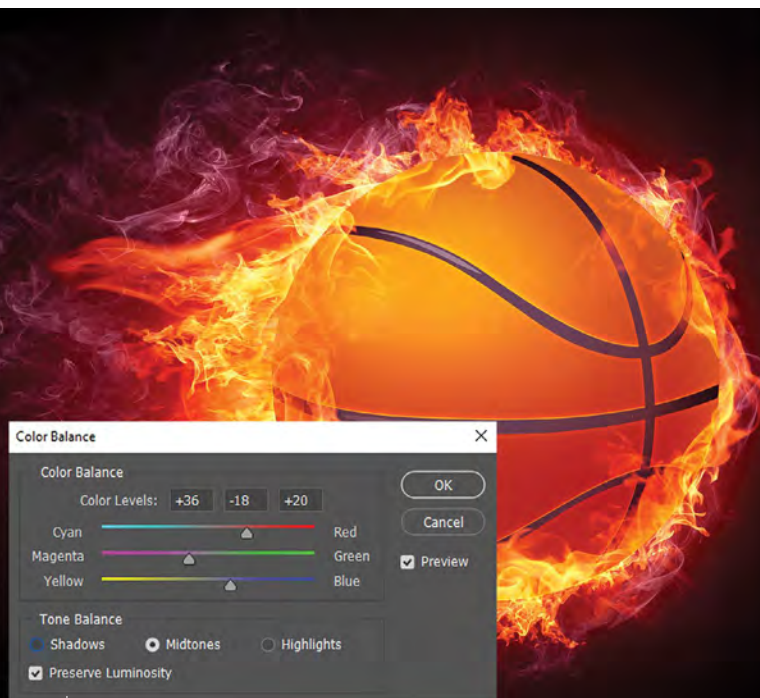 Color Balance
Color Balance
Color Levels: +36 -18 +20
Cyan Red
Magenta Green
Yellow Blue
OK
Cancel
Preview
Tone Balance
Shadows Midtones Highlights
Preserve Luminosity